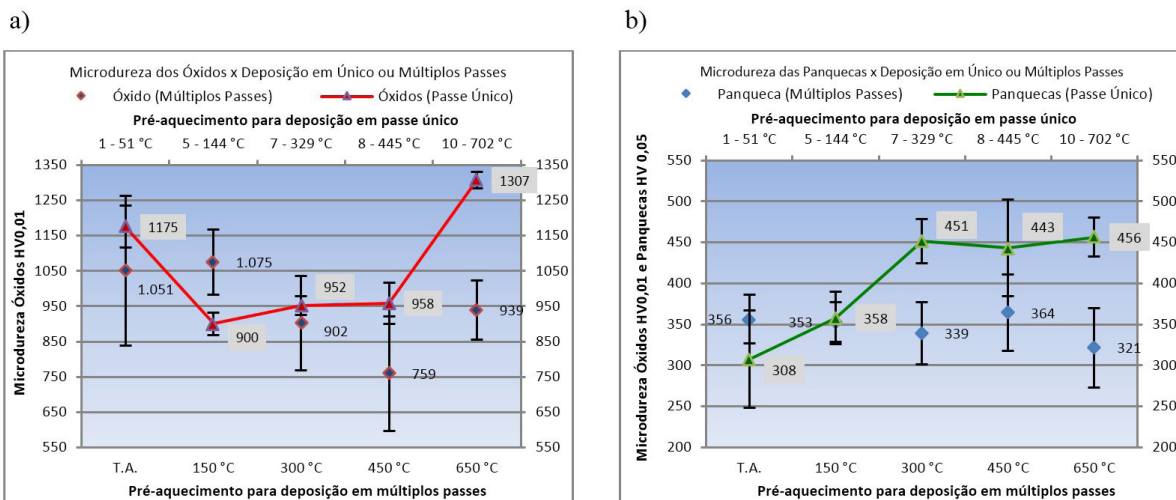 a)
Microdureza dos Óxidos x Deposição em Único ou Múltiplos Passes
Óxido (Múltiplos Passes) Óxidos (Passe Único)
Pré-aquecimento para deposição em passe único
1 - 51 °C 5 - 144 °C 7 - 329 °C 8 - 445 °C 10 - 702 °C
Microdureza Óxidos HV0,01
1350 1350
1250 1250
1150 1150
1050 1050
950 950
850 850
750 750
650 650
550 550
1307
1175
1.075
1.051
952
958
939
900
902
759
T.A. 150 °C 300 °C 450 °C 650 °C
Pré-aquecimento para deposição em múltiplos passes
b)
Microdureza das Panquecas x Deposição em Único ou Múltiplos Passes
Panqueca (Múltiplos Passes) Panquecas (Passe Único)
Pré-aquecimento para deposição em passe único
1 - 51 °C 5 - 144 °C 7 - 329 °C 8 - 445 °C 10 - 702 °C
Microdureza Óxidos HV0,01 e Panquecas HV 0,05
550 550
500 500
450 450
400 400
350 350
300 300
250 250
200 200
451
443
456
356
353
358
364
339
321
308
T.A. 150 °C 300 °C 450 °C 650 °C
Pré-aquecimento para deposição em múltiplos passes